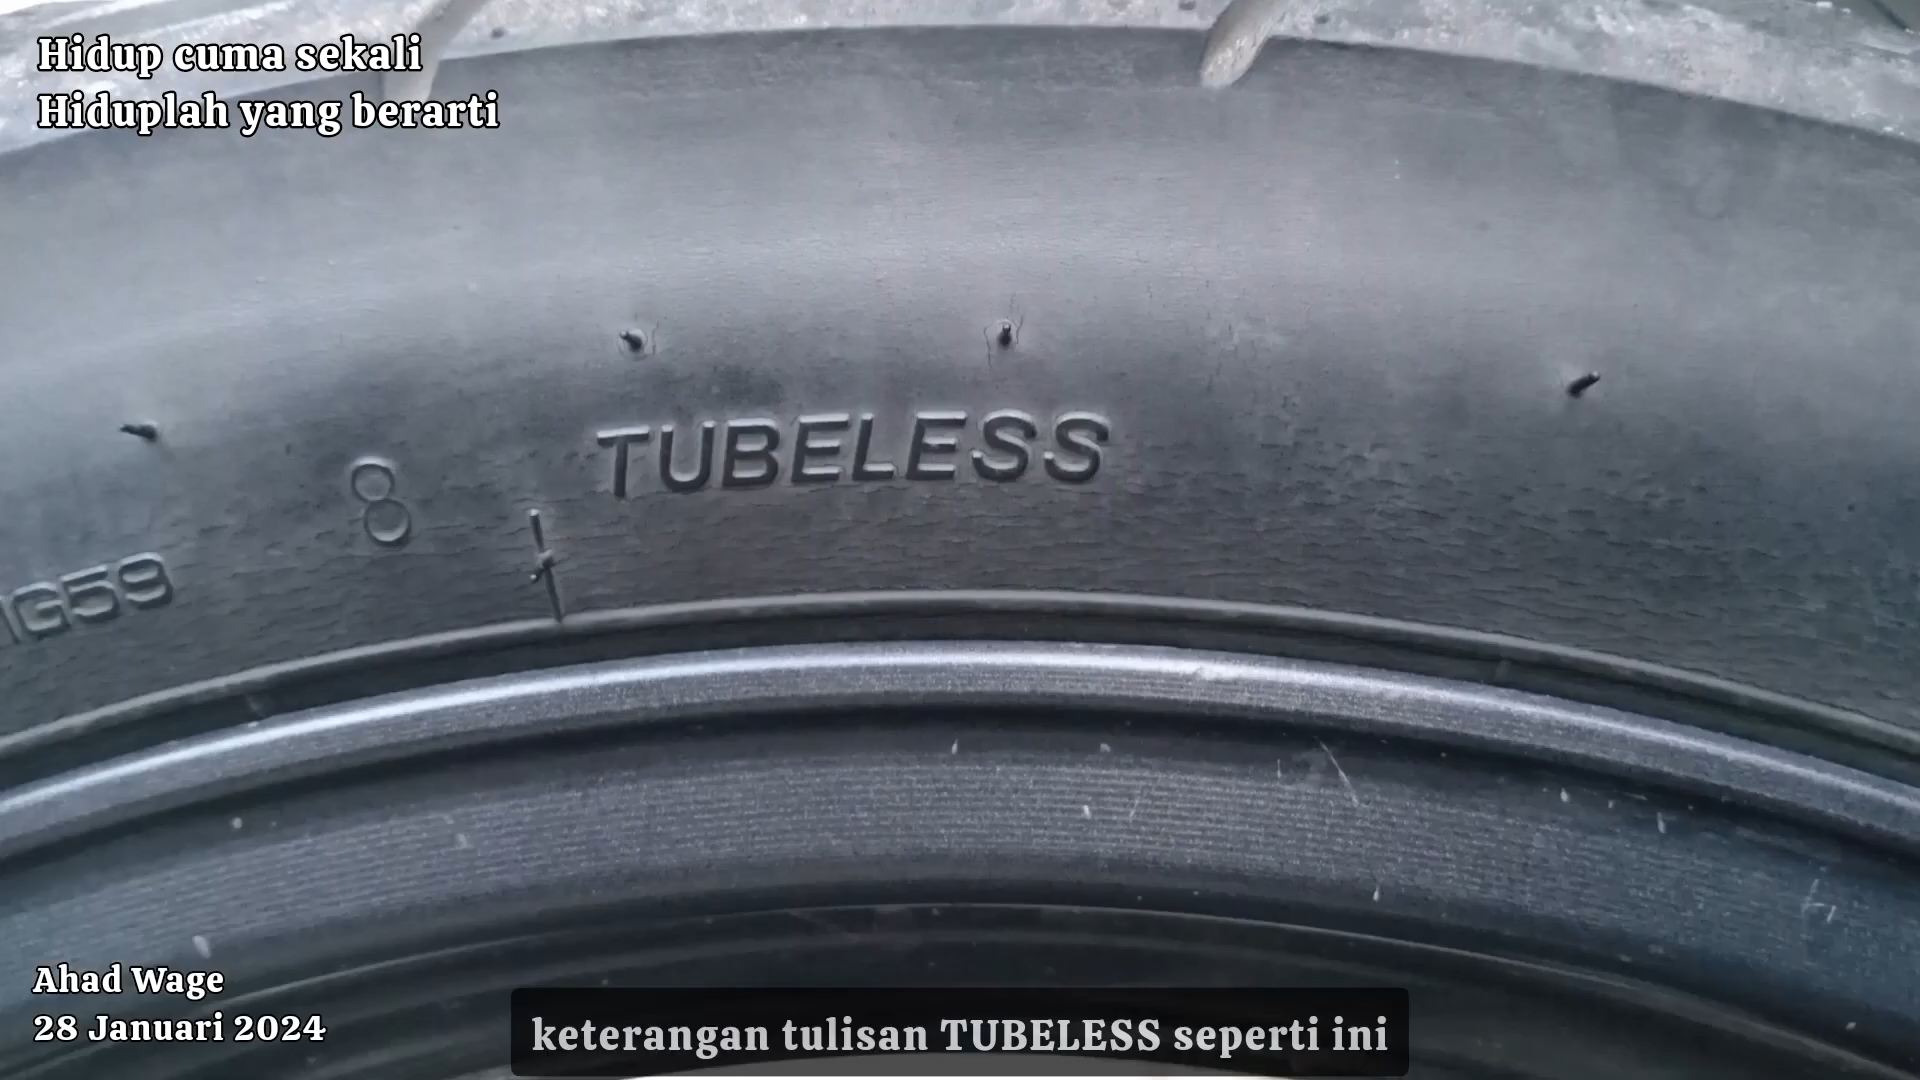 Hidup cuma sekali
Hiduplah yang berarti
TUBELESS
8
G59
Ahad Wage
28 Januari 2024
keterangan tulisan TUBELESS seperti ini